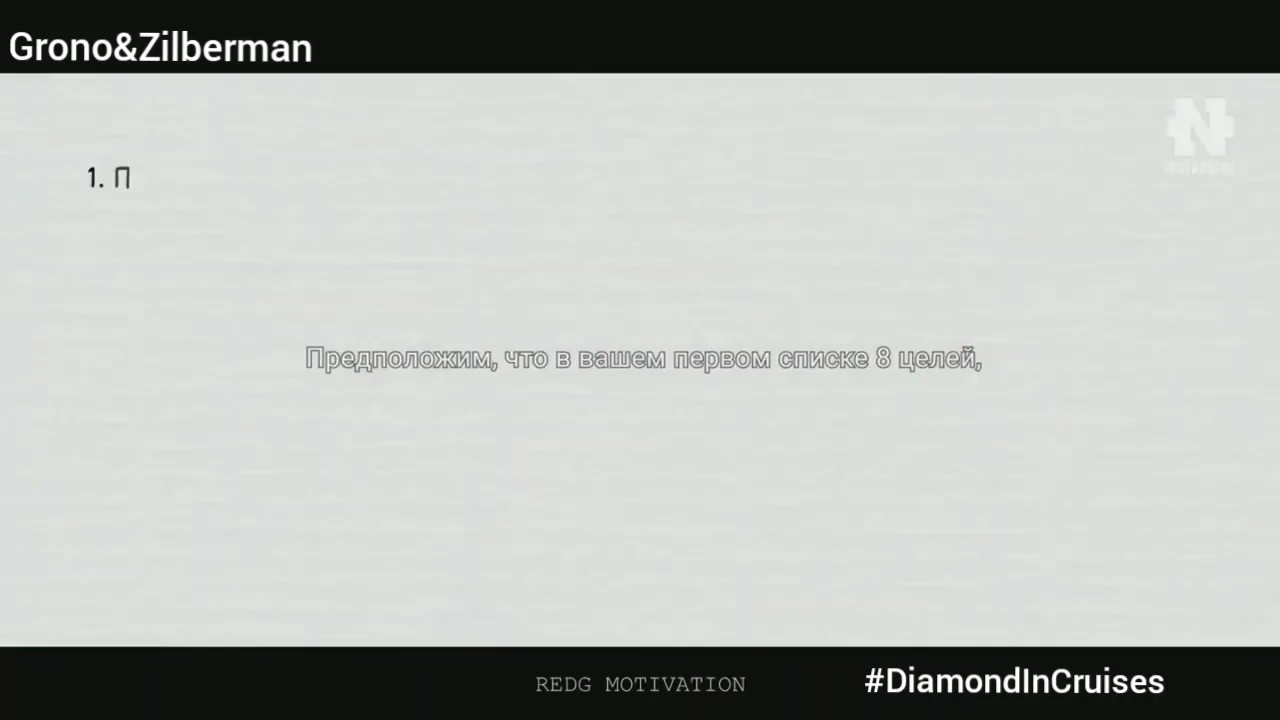 Grono&Zilberman
N
1. П
Предположим, что в вашем первом списке 8 целей,
REDG MOTIVATION
#DiamondInCruises